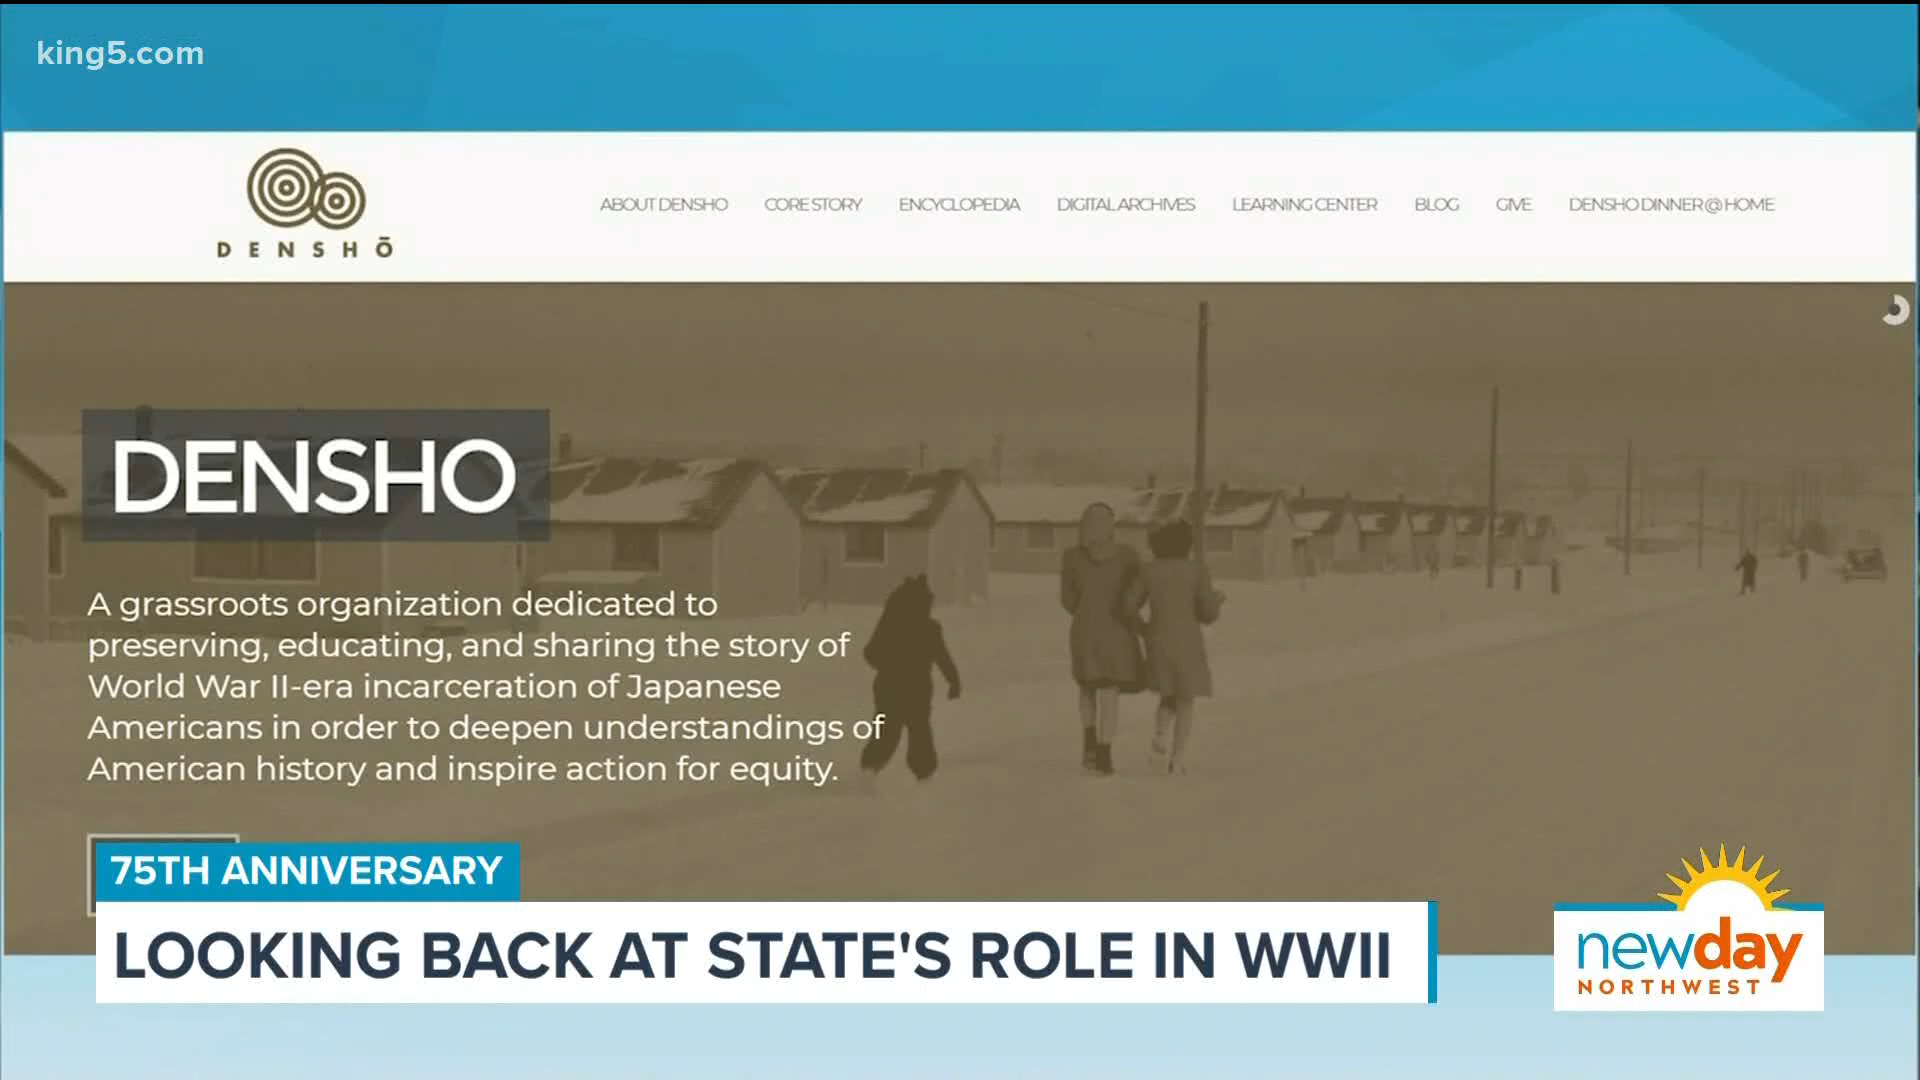 king5.com
DENSHŌ
ABOUT DENSHO CORE STORY ENCYCLOPEDIA DIGITAL ARCHIVES LEARNING CENTER BLOG GIVE DENSHO DINNER @ HOME
DENSHO
A grassroots organization dedicated to
preserving, educating, and sharing the story of
World War II-era incarceration of Japanese
Americans in order to deepen understandings of
American history and inspire action for equity.
75TH ANNIVERSARY
LOOKING BACK AT STATE'S ROLE IN WWII
newday
NORTHWEST